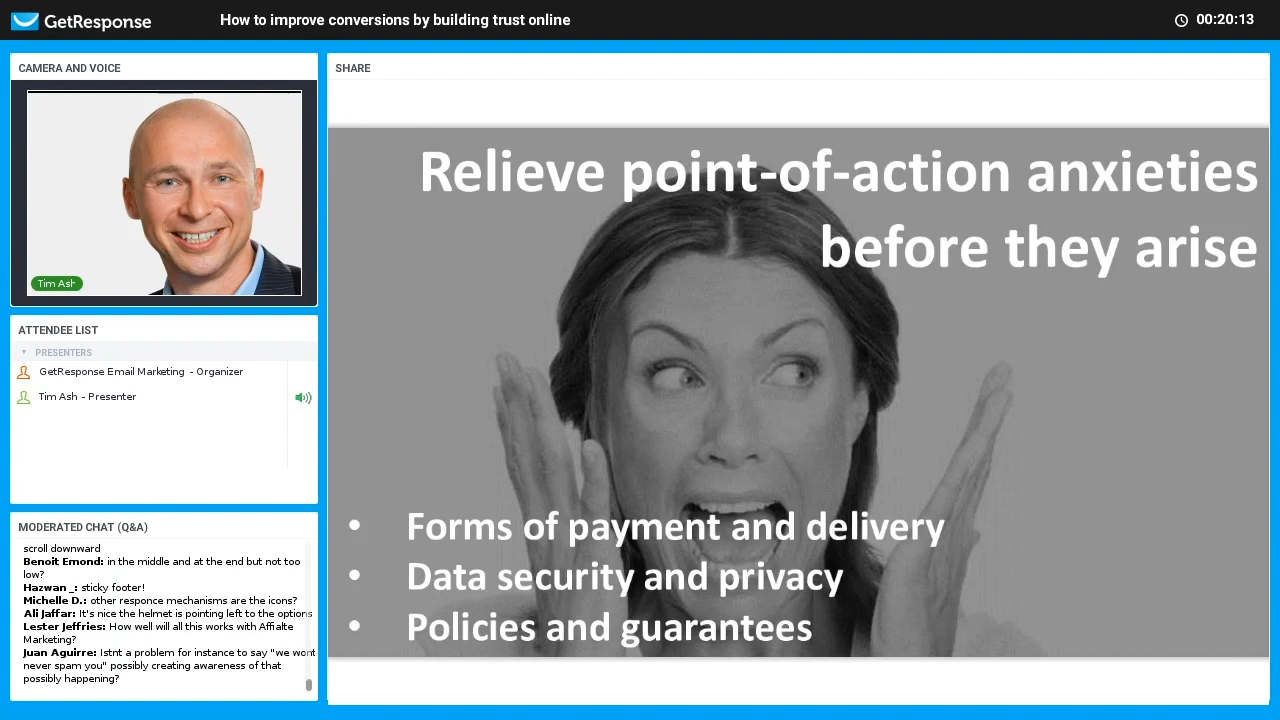 GetResponse
How to improve conversions by building trust online
00:20:13
CAMERA AND VOICE
Tim Ash
ATTENDEE LIST
PRESENTERS
GetResponse Email Marketing - Organizer
Tim Ash - Presenter
MODERATED CHAT (Q&A)
scroll downward
Benoit Emond: in the middle and at the end but not too
low?
Hazwan _: sticky footer!
Michelle D.: other responce mechanisms are the icons?
Ali Jaffar: It's nice the helmet is pointing left to the options
Lester Jeffries: How well will all this works with Affialte
Marketing?
Juan Aguirre: Istnt a problem for instance to say "we wont
never spam you" possibly creating awareness of that
possibly happening?
SHARE
Relieve point-of-action anxieties
before they arise
• Forms of payment and delivery
• Data security and privacy
• Policies and guarantees